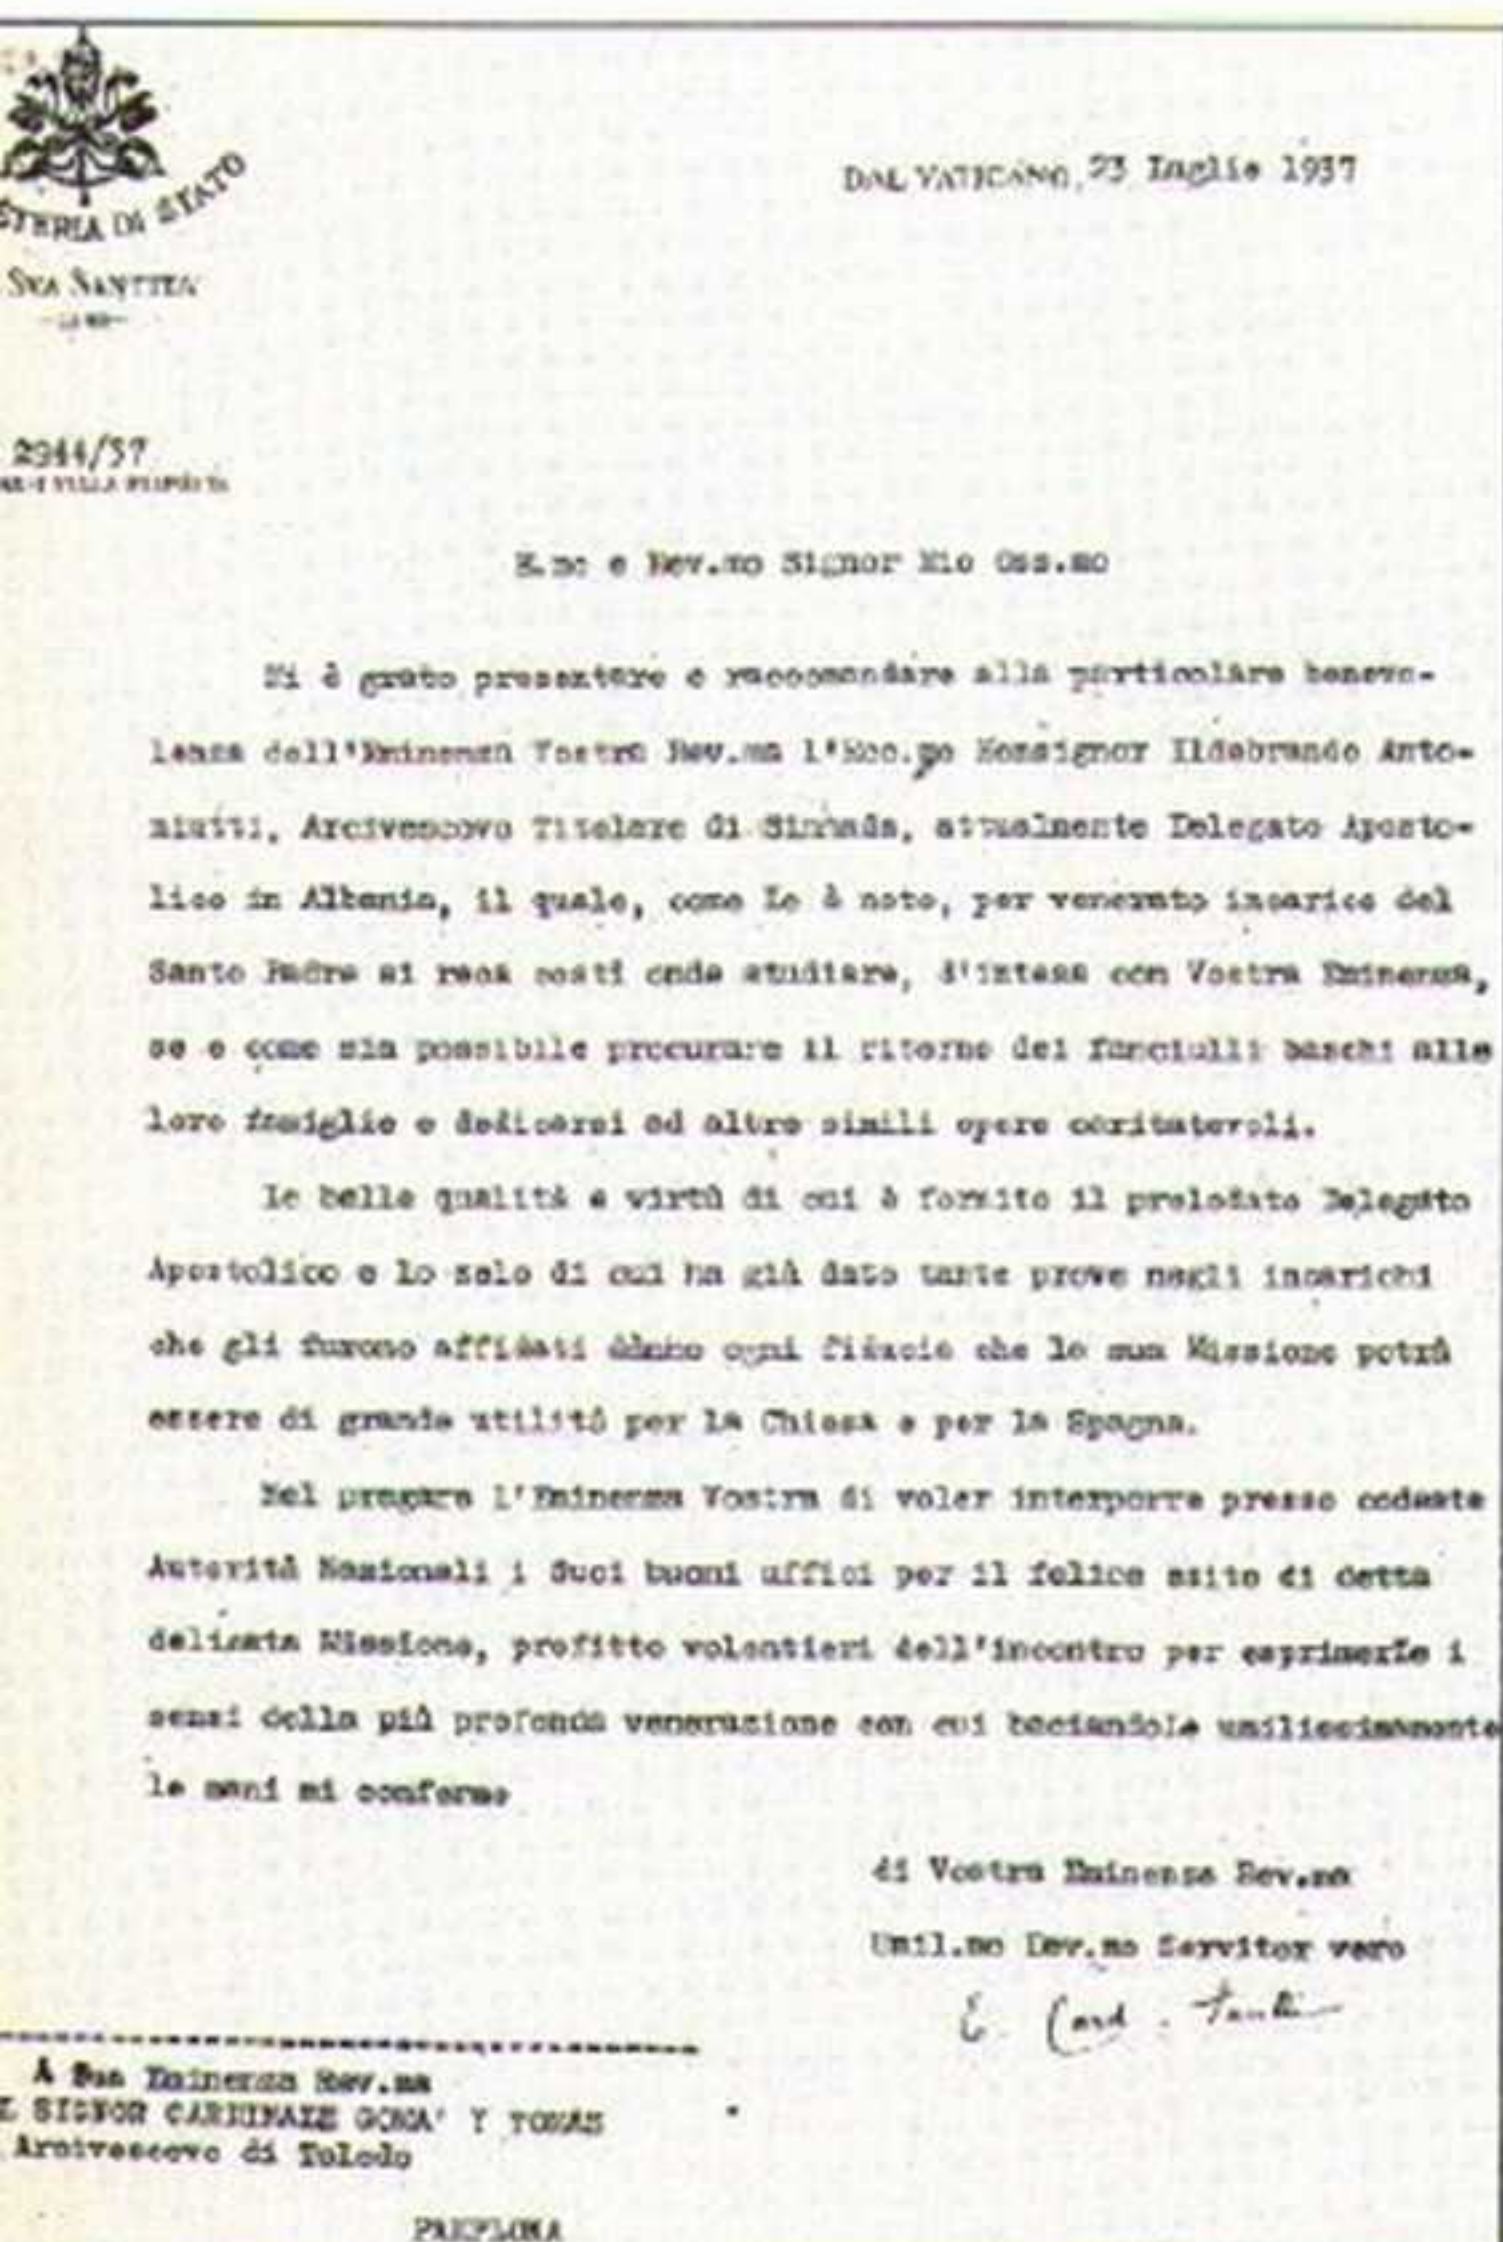 DI STATO
SVA SANTITA'
DAL VATICANO, 23 Luglio 1937
2944/37
E.mo e Rev.mo Signor Mio Oss.mo
Mi è grato presentare e raccomandare alla particolare benevo-
lenza dell'Eminenza Vostra Rev.ma l'Ecc.mo Monsignor Ildebrando Anto-
niutti, Arcivescovo Titolare di Sinnada, attualmente Delegato Aposto-
lico in Albania, il quale, come Le è noto, per venerato incarico del
Santo Padre si reca costì onde studiare, d'intesa con Vostra Eminenza,
se e come sia possibile procurare il ritorno dei fanciulli baschi alle
loro famiglie e dedicarsi ad altre simili opere caritatevoli.
Le belle qualità e virtù di cui è fornito il prelodato Delegato
Apostolico e lo zelo di cui ha già dato tante prove negli incarichi
che gli furono affidati danno ogni fiducia che la sua Missione potrà
essere di grande utilità per la Chiesa e per la Spagna.
Nel pregare l'Eminenza Vostra di voler interporre presso codeste
Autorità Nazionali i Suoi buoni uffici per il felice esito di detta
delicata Missione, profitto volentieri dell'incontro per esprimerLe i
sensi della più profonda venerazione con cui baciandoLe umilissimamente
le mani mi confermo
di Vostra Eminenza Rev.ma
Umil.mo Dev.mo Servitor vero
E. Card.
A Sua Eminenza Rev.ma
SIGNOR CARDINALE GOMA' Y TOMAS
Arcivescovo di Toledo
PAMPLONA